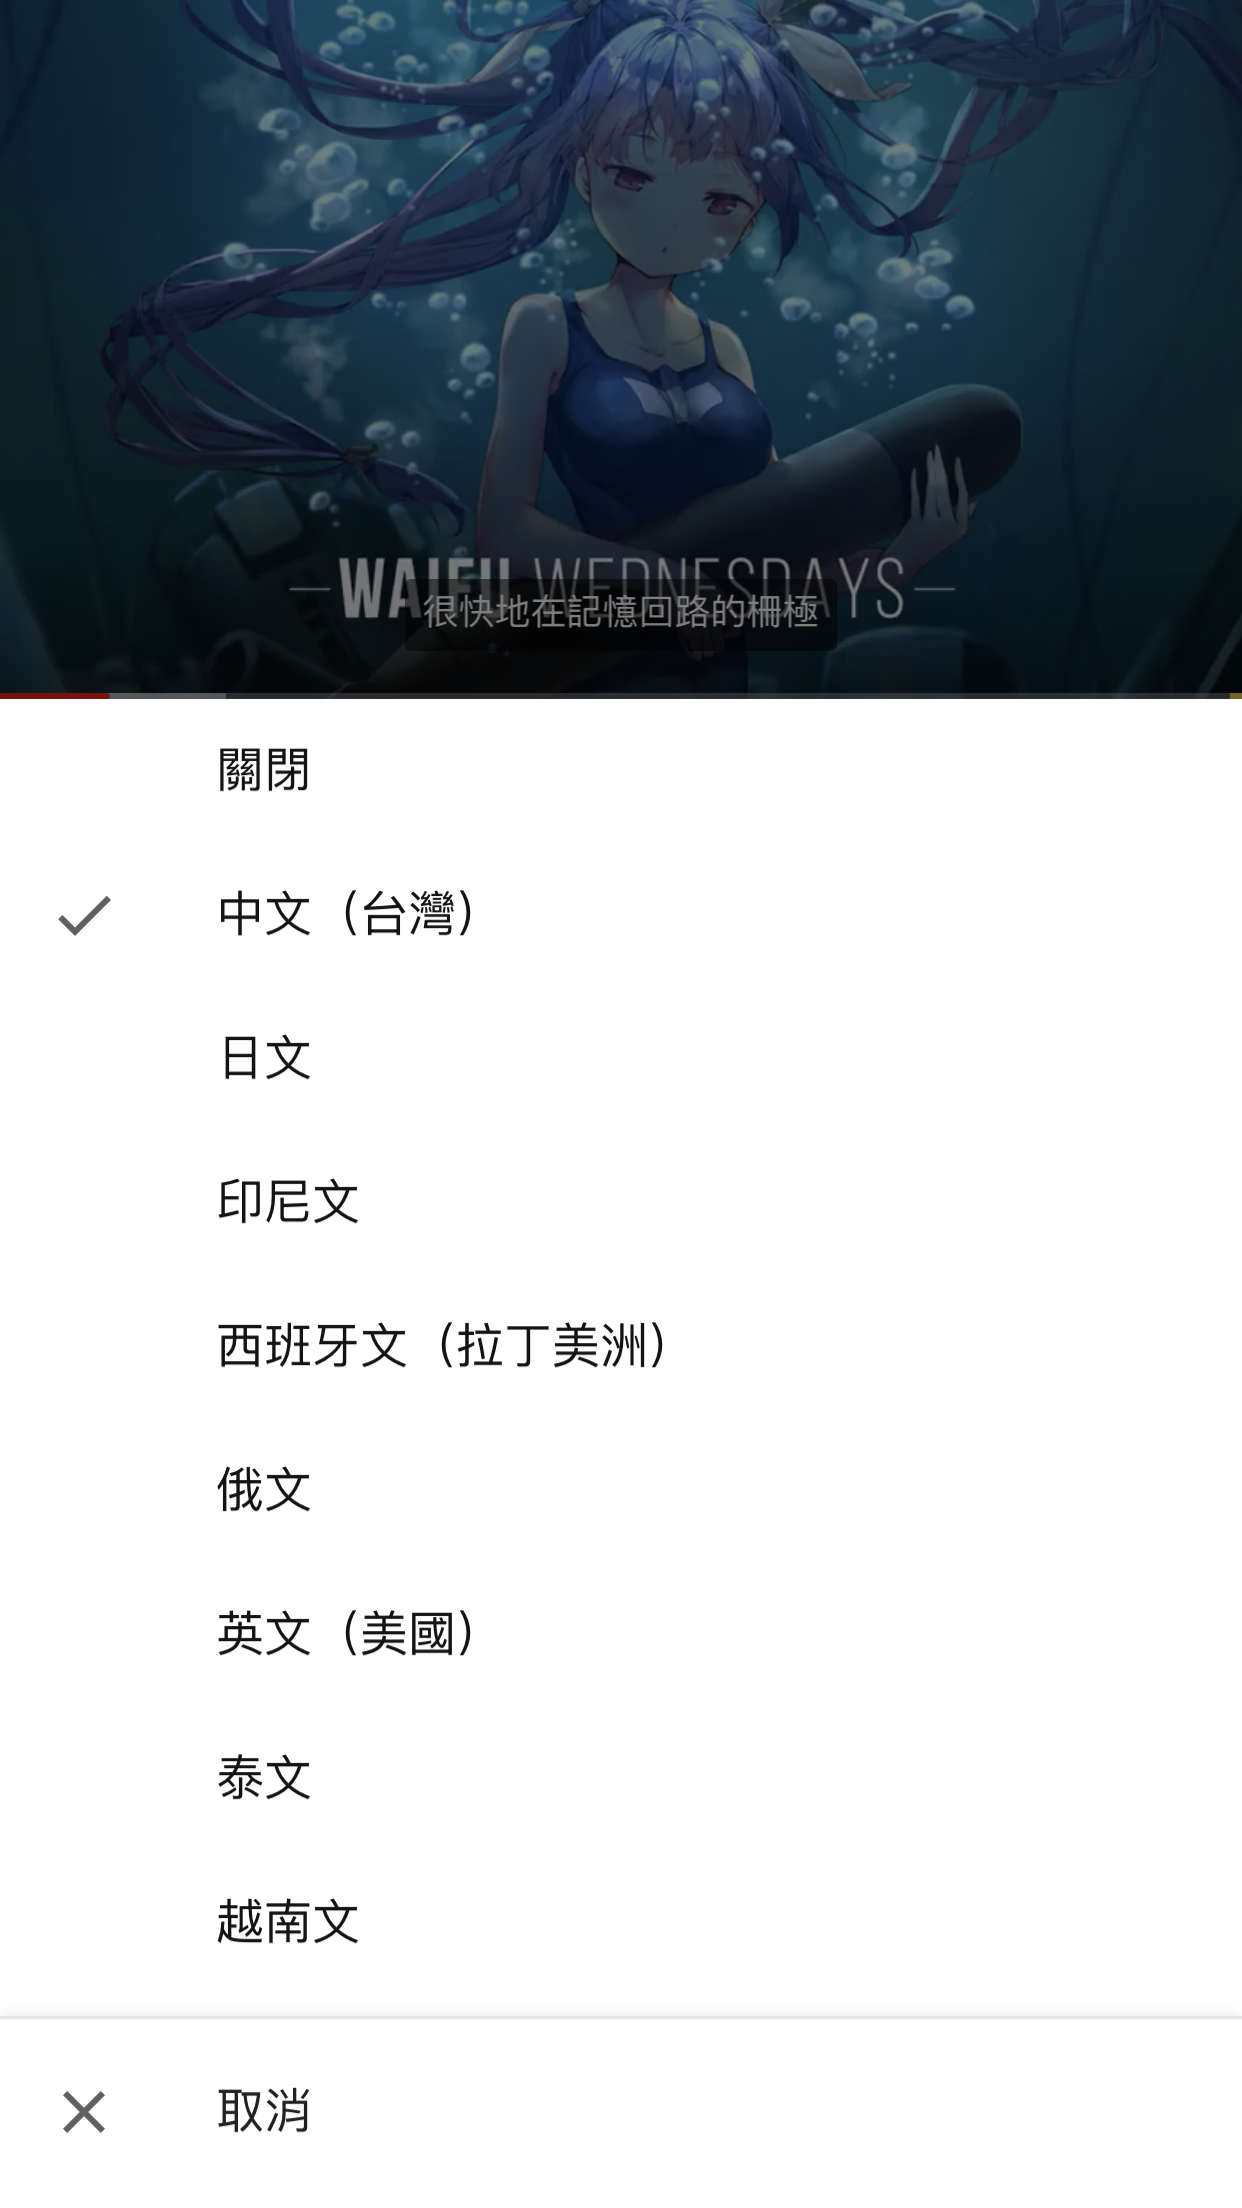 WAIFU WEDNESDAYS
很快地在記憶回路的柵極
關閉
中文（台灣）
日文
印尼文
西班牙文（拉丁美洲）
俄文
英文（美國）
泰文
越南文
取消